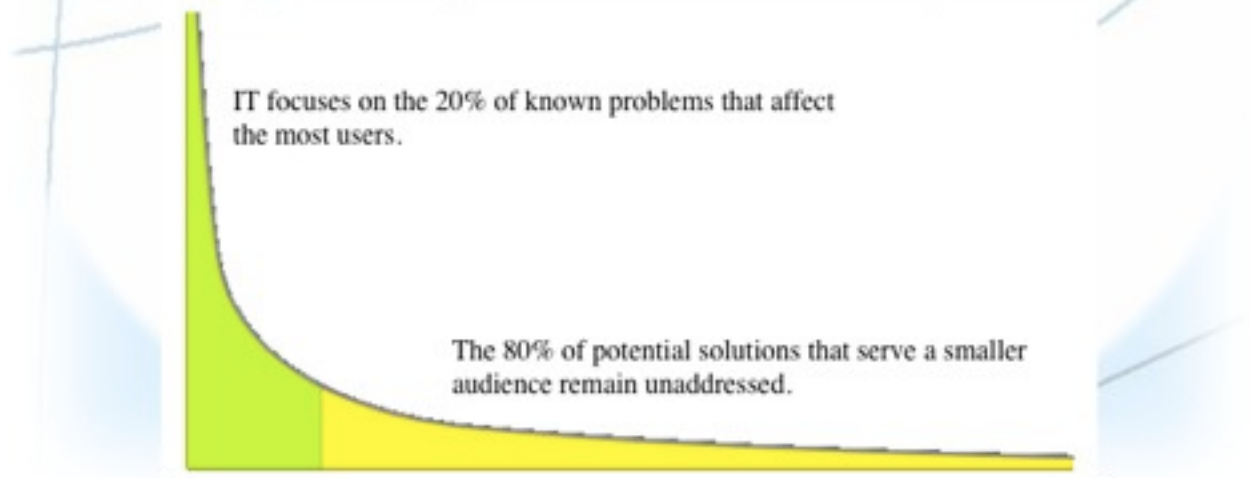 IT focuses on the 20% of known problems that affect
the most users.
The 80% of potential solutions that serve a smaller
audience remain unaddressed.